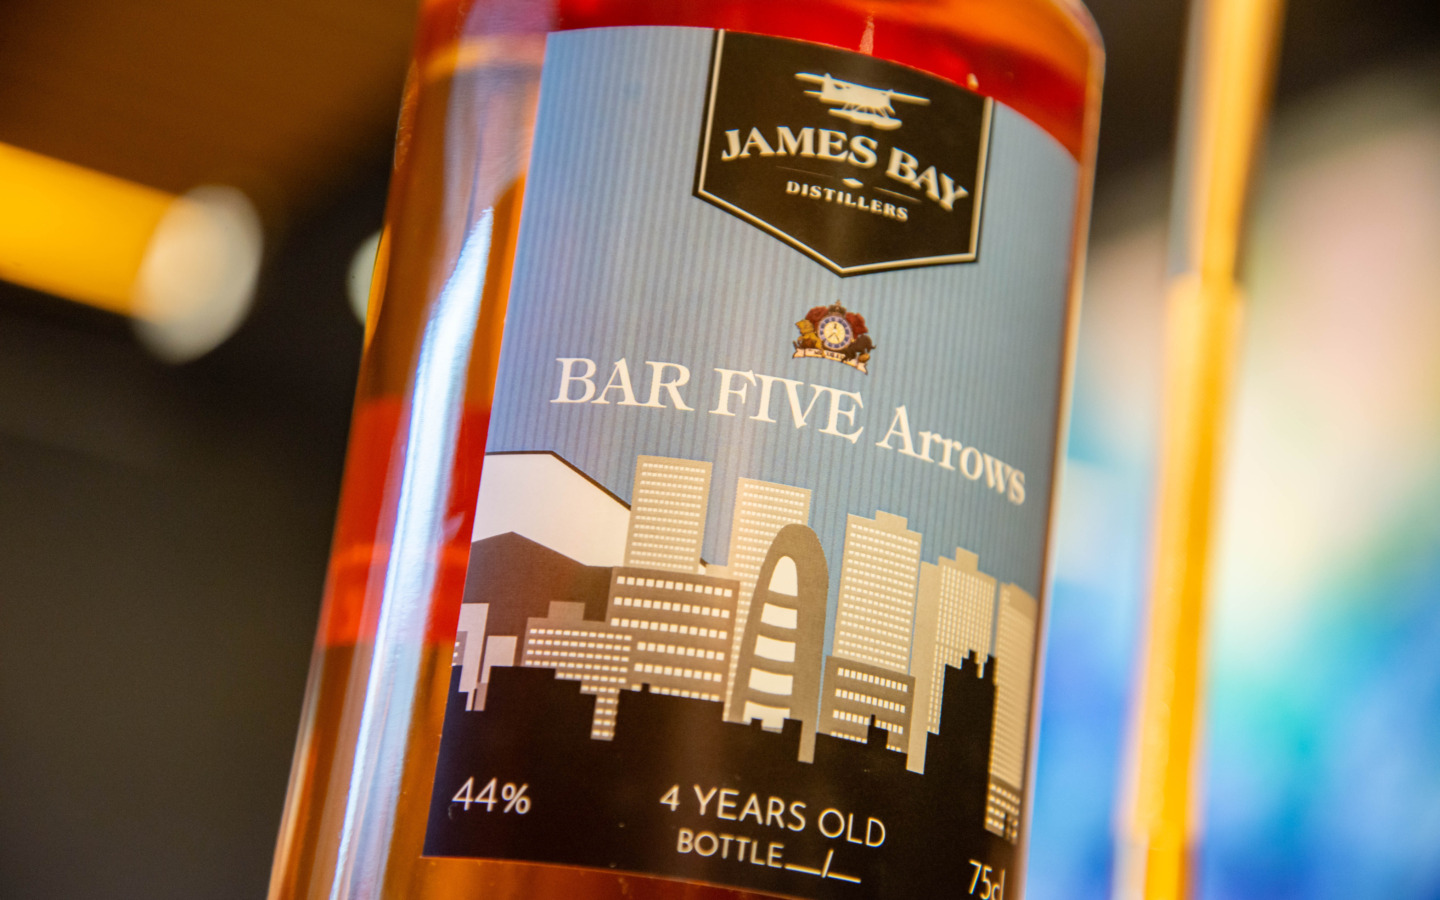 JAMES BAY
DISTILLERS
BAR FIVE Arrows
44%
4 YEARS OLD
BOTTLE__/__
75cl